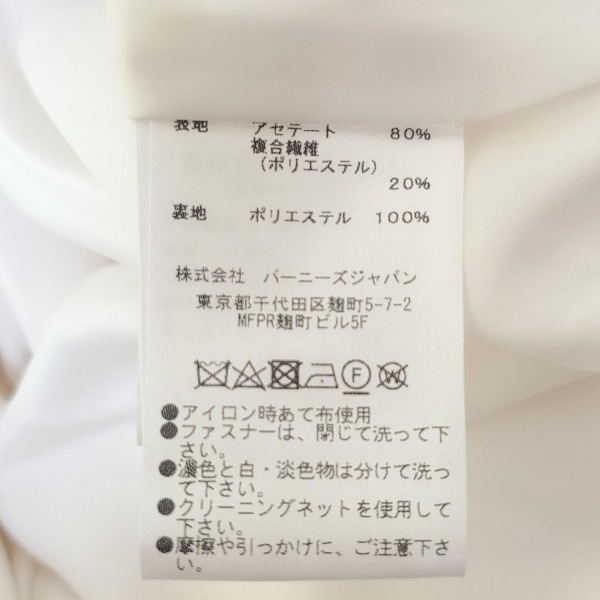 表地 アセテート 80%
複合繊維
(ポリエステル)
20%
裏地 ポリエステル 100%
株式会社 バーニーズジャパン
東京都千代田区麹町5-7-2
MFPR麹町ビル5F
F W
●アイロン時あて布使用
●ファスナーは、閉じて洗って下
さい。
●濃色と白・淡色物は分けて洗っ
て下さい。
●クリーニングネットを使用して
下さい。
●摩擦や引っかけに、ご注意下さ
い。